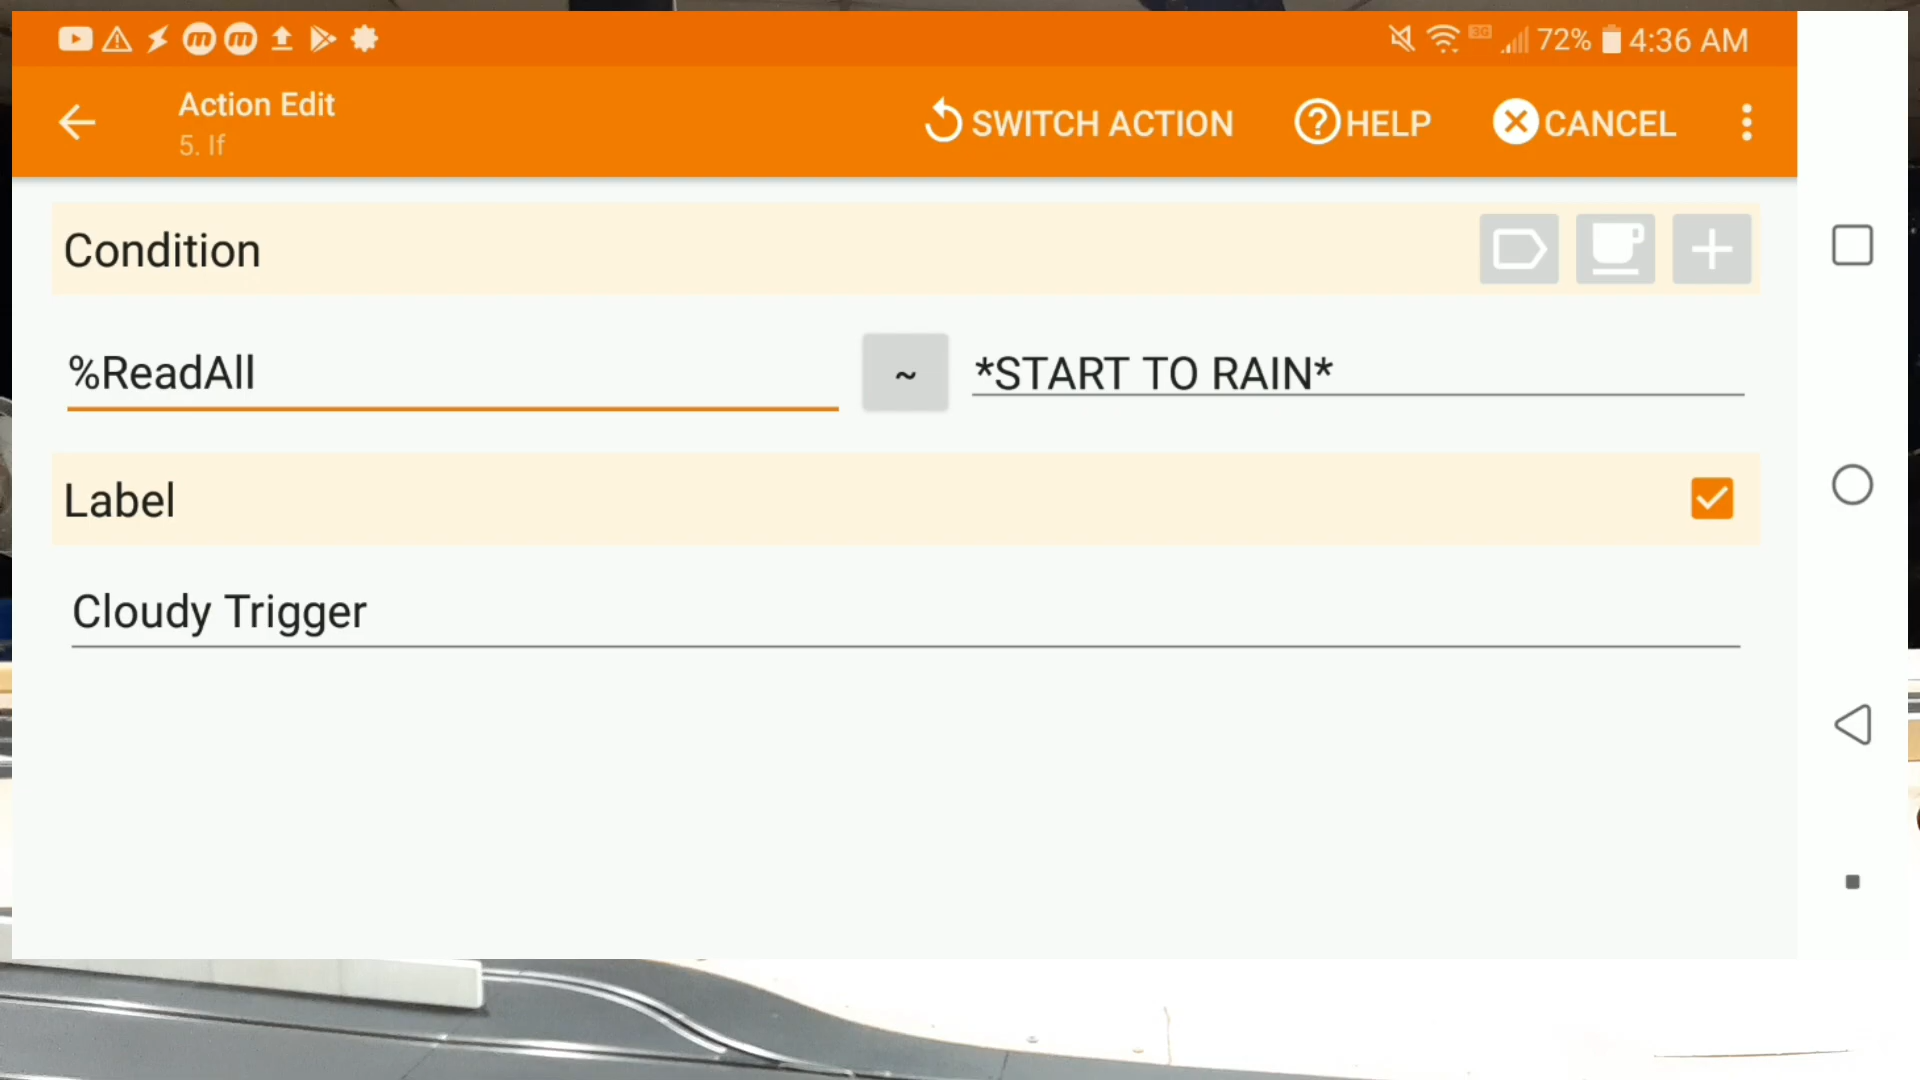 3G 72% 4:36 AM
Action Edit
5. If
SWITCH ACTION
HELP
CANCEL
Condition
%ReadAll
~
*START TO RAIN*
Label
Cloudy Trigger